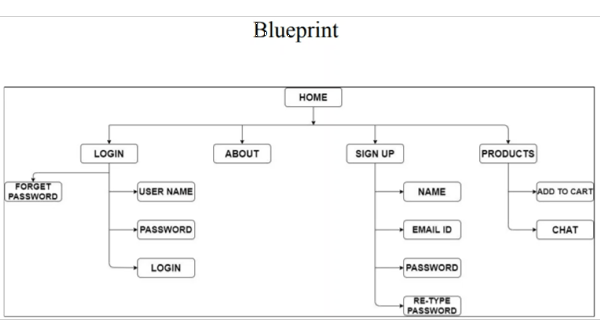 Blueprint
HOME
LOGIN
ABOUT
SIGN UP
PRODUCTS
FORGET
PASSWORD
USER NAME
NAME
ADD TO CART
PASSWORD
EMAIL ID
CHAT
LOGIN
PASSWORD
RE-TYPE
PASSWORD